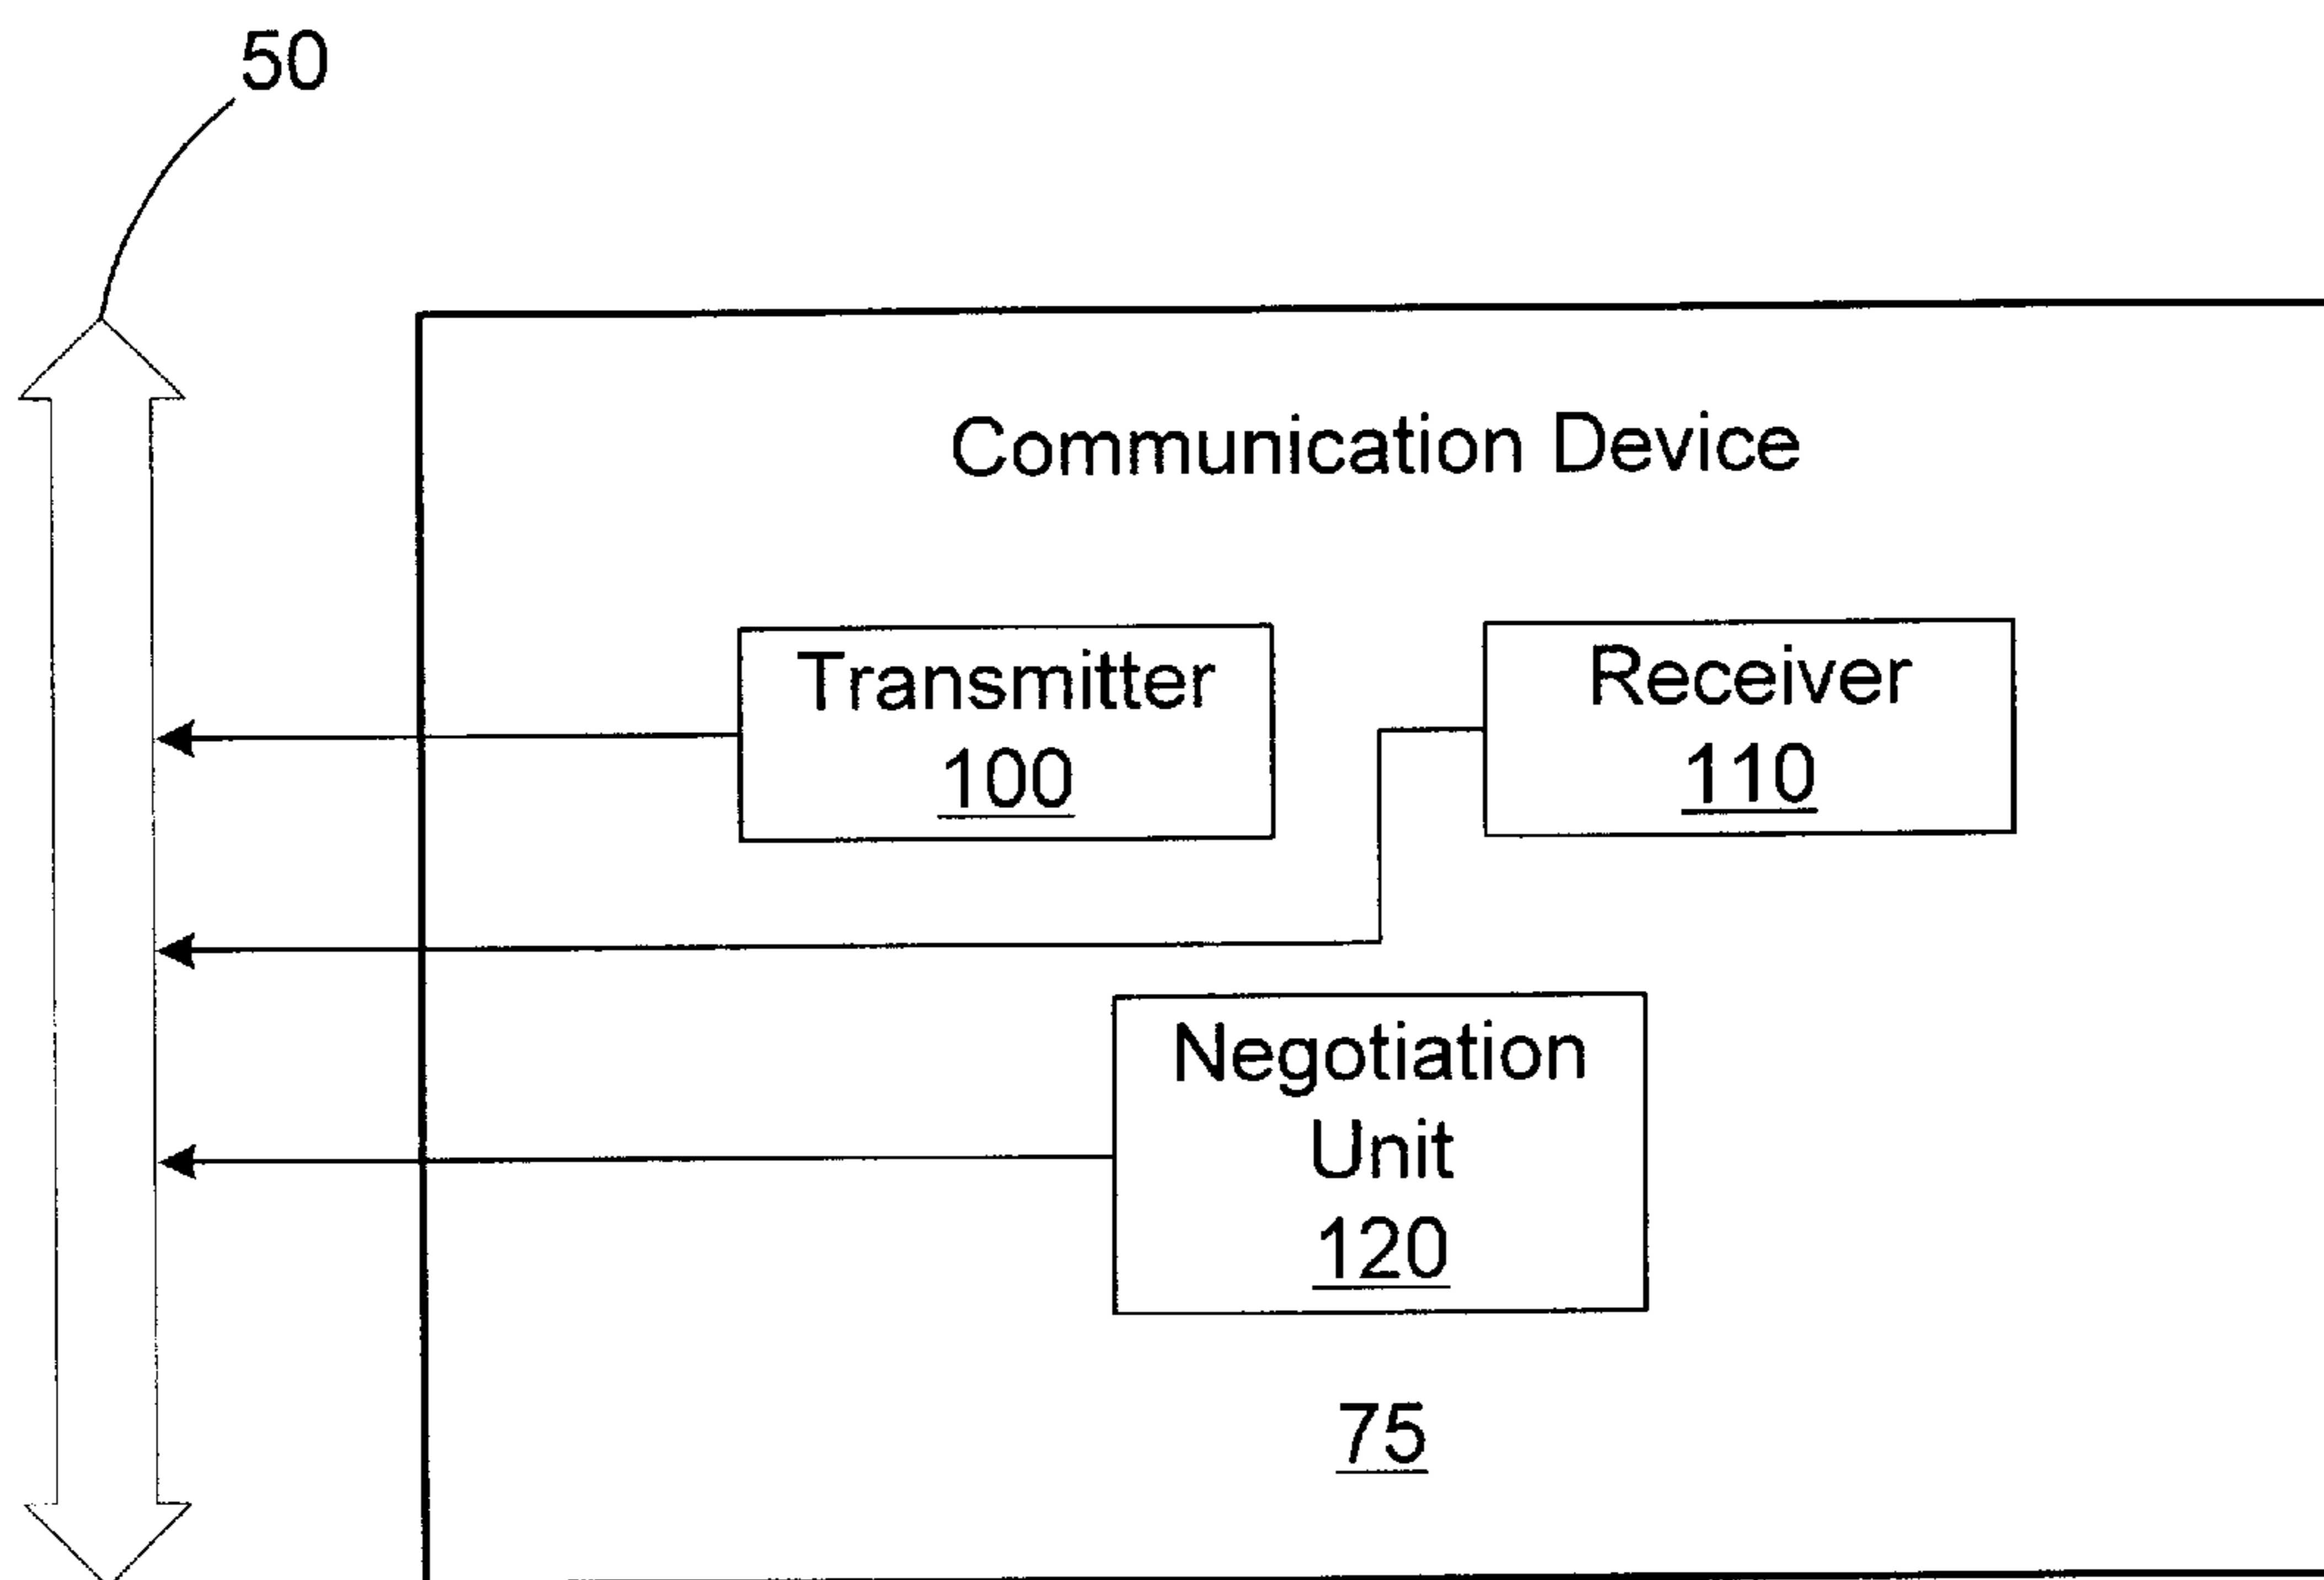 50
Communication Device
Transmitter
100
Receiver
110
Negotiation
Unit
120
75